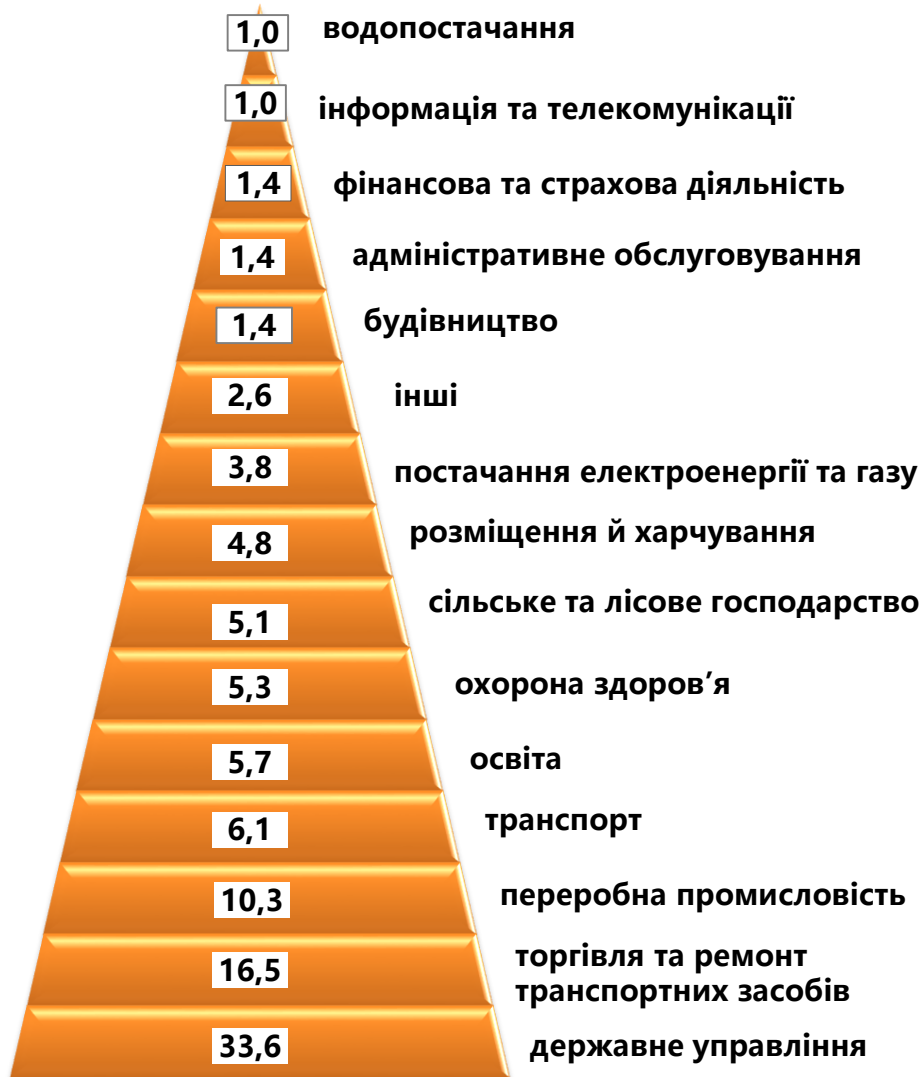 1,0 водопостачання
1,0 інформація та телекомунікації
1,4 фінансова та страхова діяльність
1,4 адміністративне обслуговування
1,4 будівництво
2,6 інші
3,8 постачання електроенергії та газу
4,8 розміщення й харчування
5,1 сільське та лісове господарство
5,3 охорона здоров’я
5,7 освіта
6,1 транспорт
10,3 переробна промисловість
16,5 торгівля та ремонт
транспортних засобів
33,6 державне управління